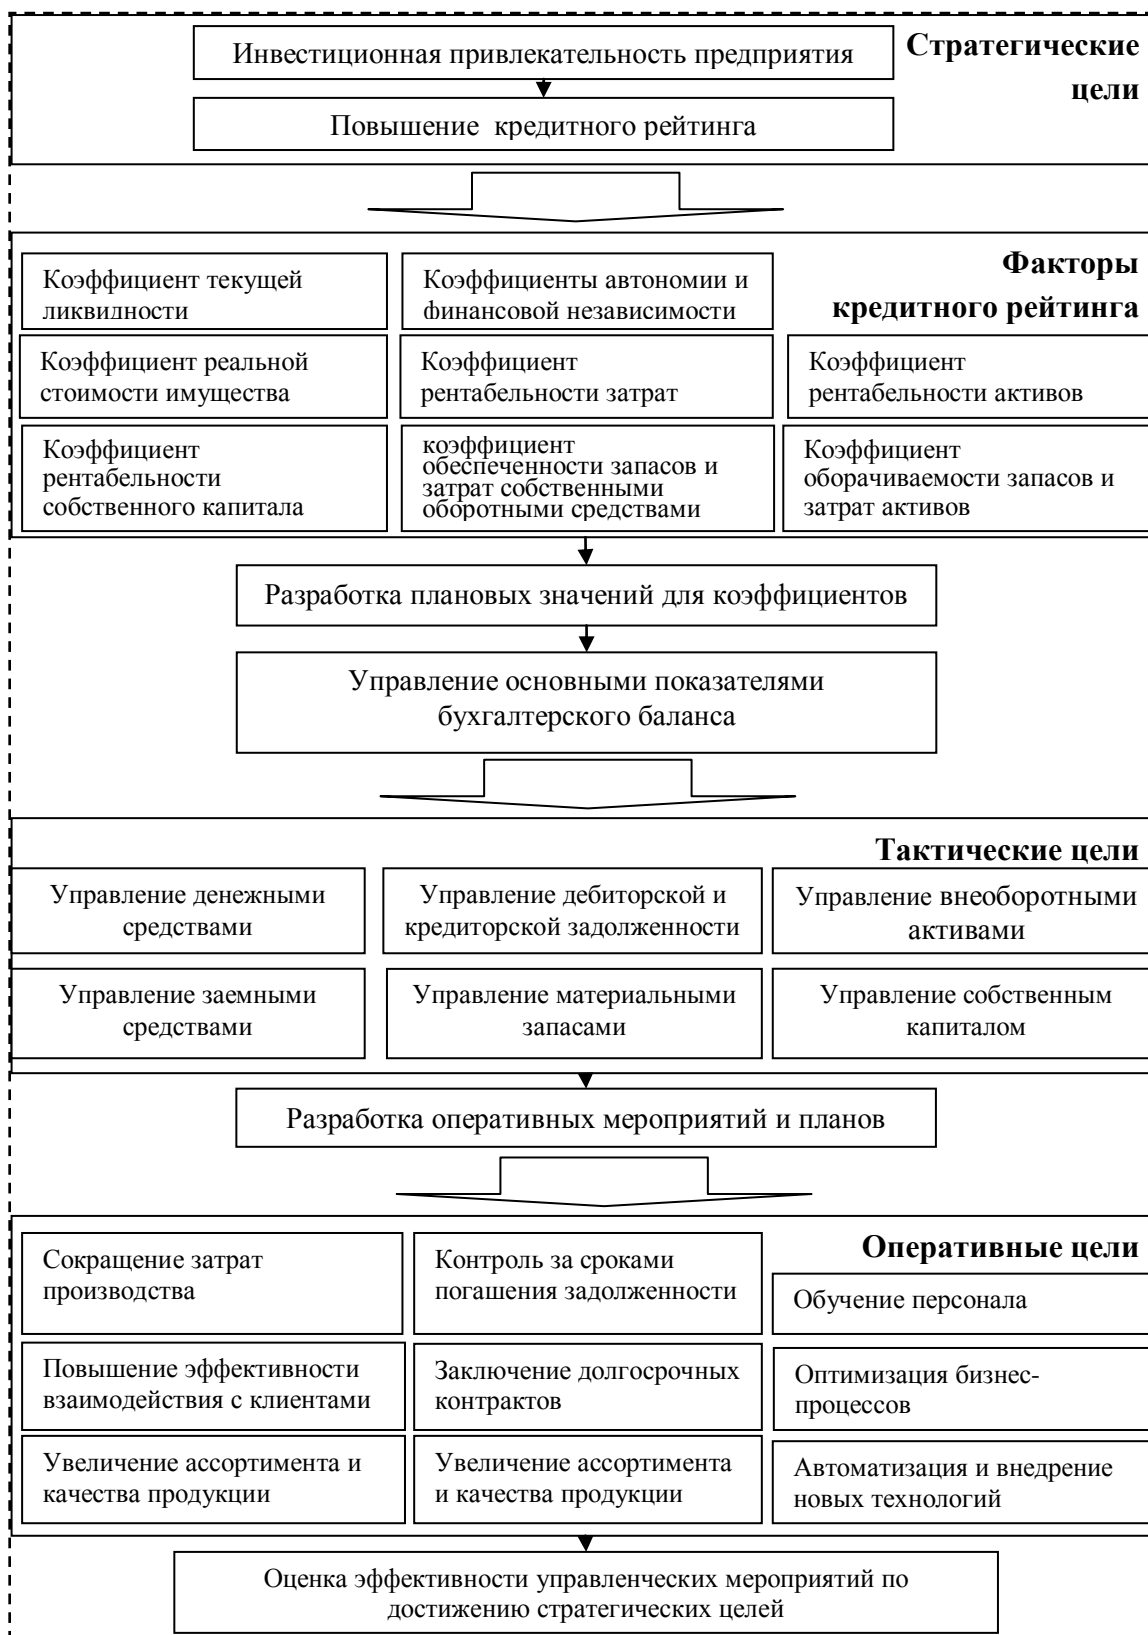 Инвестиционная привлекательность предприятия
Стратегические
цели
Повышение кредитного рейтинга
Факторы
кредитного рейтинга
Коэффициент текущей
ликвидности
Коэффициенты автономии и
финансовой независимости
Коэффициент реальной
стоимости имущества
Коэффициент
рентабельности затрат
Коэффициент
рентабельности активов
Коэффициент
рентабельности
собственного капитала
коэффициент
обеспеченности запасов и
затрат собственными
оборотными средствами
Коэффициент
оборачиваемости запасов и
затрат активов
Разработка плановых значений для коэффициентов
Управление основными показателями
бухгалтерского баланса
Тактические цели
Управление денежными
средствами
Управление дебиторской и
кредиторской задолженности
Управление внеоборотными
активами
Управление заемными
средствами
Управление материальными
запасами
Управление собственным
капиталом
Разработка оперативных мероприятий и планов
Оперативные цели
Сокращение затрат
производства
Контроль за сроками
погашения задолженности
Обучение персонала
Повышение эффективности
взаимодействия с клиентами
Заключение долгосрочных
контрактов
Оптимизация бизнес-
процессов
Увеличение ассортимента и
качества продукции
Увеличение ассортимента
и качества продукции
Автоматизация и внедрение
новых технологий
Оценка эффективности управленческих мероприятий по
достижению стратегических целей